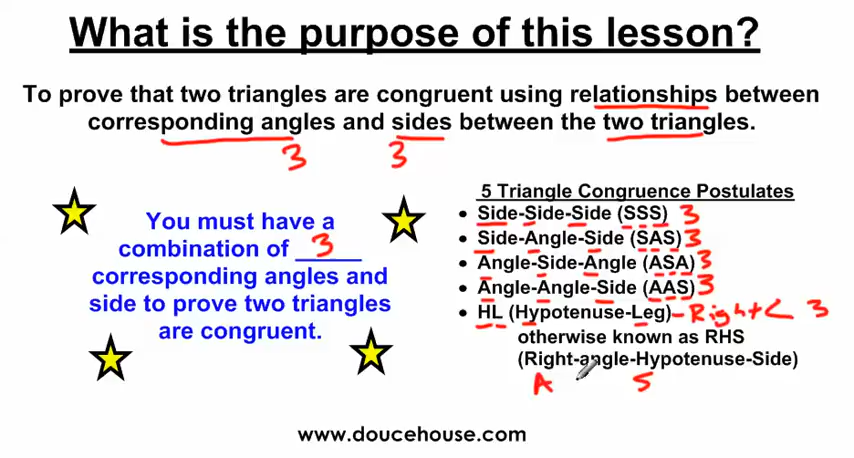 What is the purpose of this lesson?
To prove that two triangles are congruent using relationships between
corresponding angles and sides between the two triangles.
3 3
You must have a
combination of 3
corresponding angles and
side to prove two triangles
are congruent.
5 Triangle Congruence Postulates
• Side-Side-Side (SSS) 3
• Side-Angle-Side (SAS) 3
• Angle-Side-Angle (ASA) 3
• Angle-Angle-Side (AAS) 3
• HL (Hypotenuse-Leg) - Right < 3
otherwise known as RHS
(Right-angle-Hypotenuse-Side)
A S
www.doucehouse.com